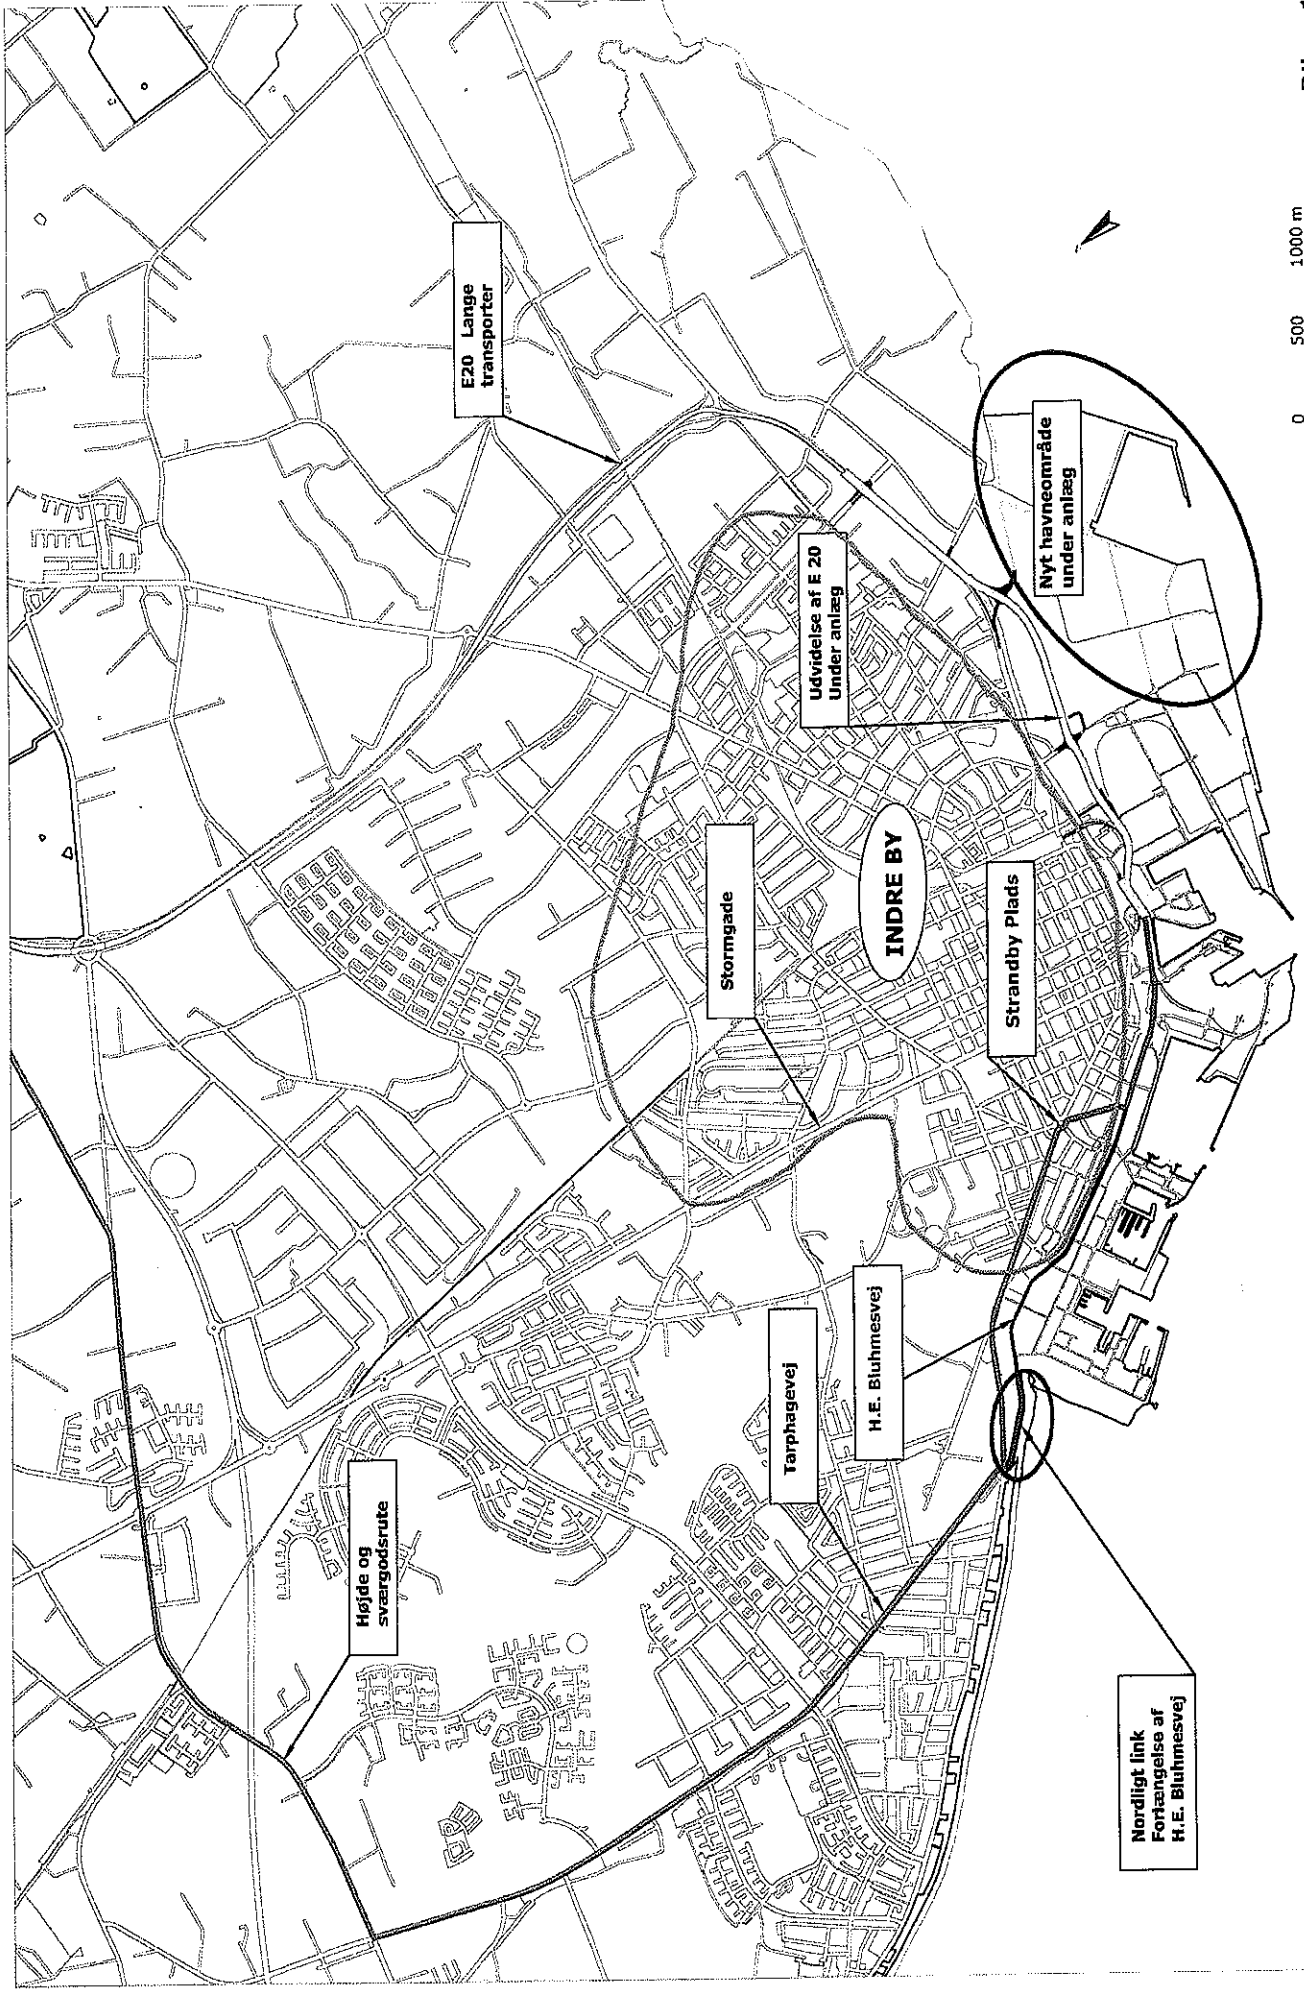 Højde og
sværgodsrute
E20 Lange
transporter
Stormgade
Tarphagevej
Udvidelse af E 20
Under anlæg
H.E. Bluhmesvej
INDRE BY
Strandby Plads
Nyt havneområde
under anlæg
Nordligt link
Forlængelse af
H.E. Bluhmesvej
0 500 1000 m